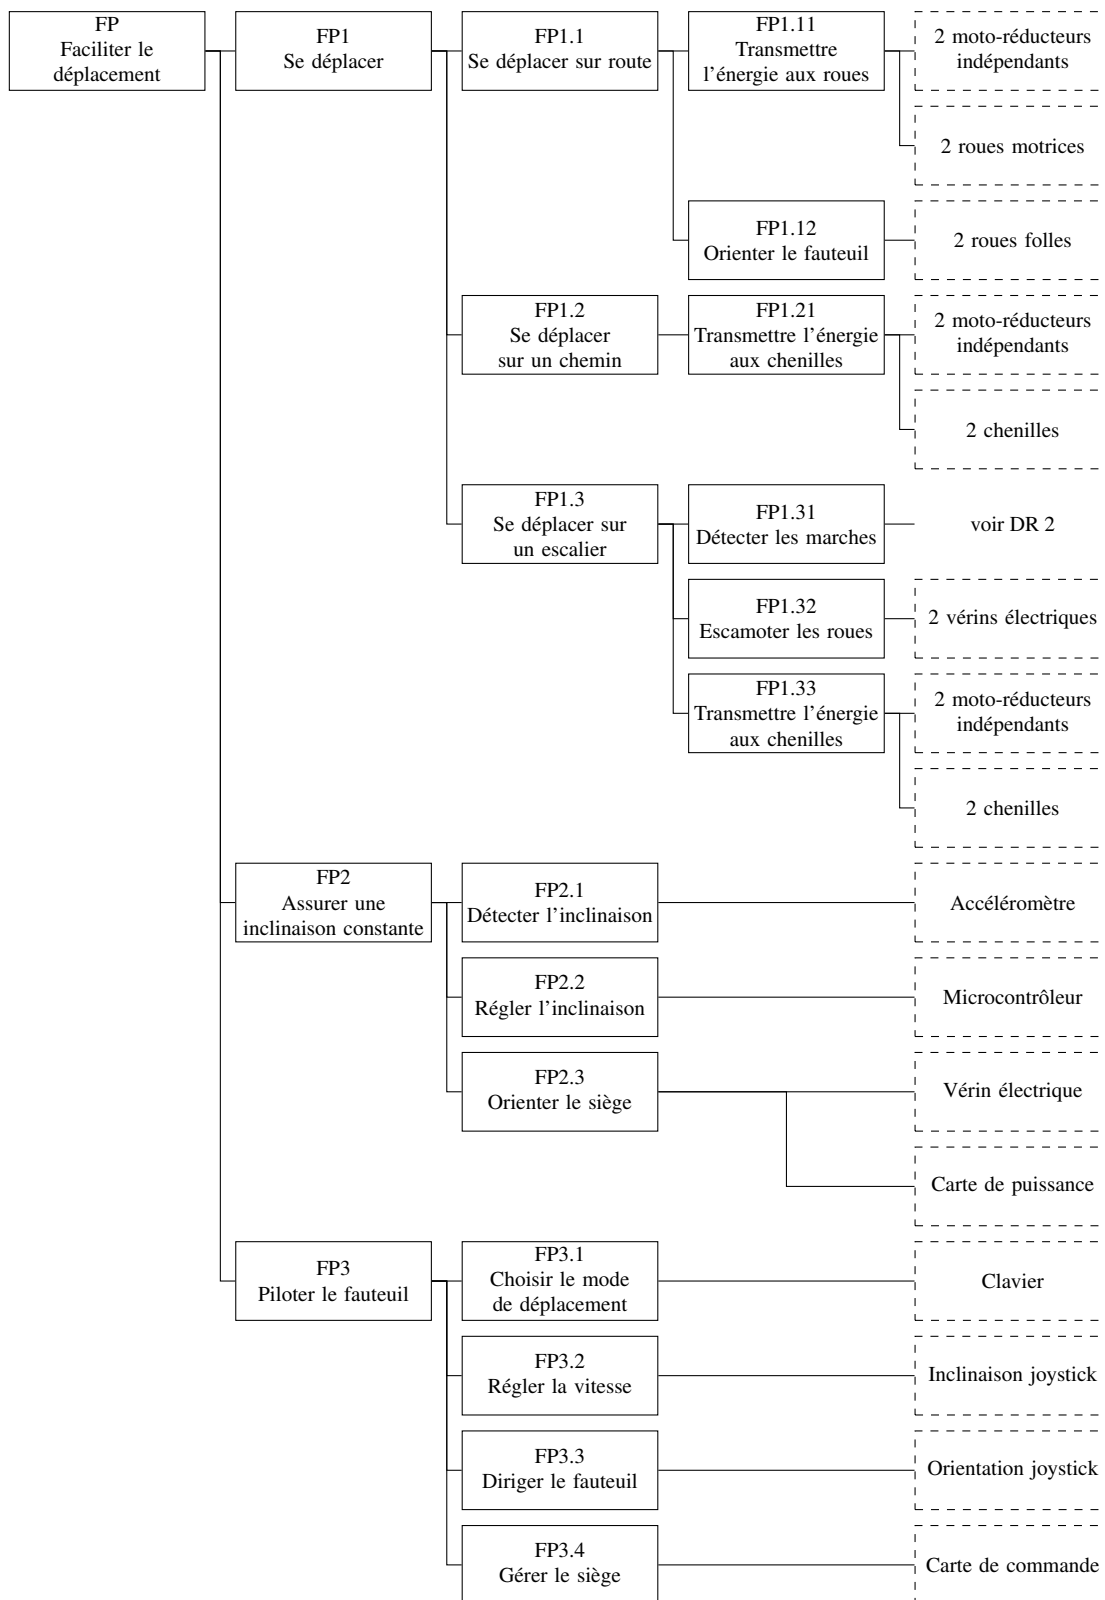 FP
Faciliter le
déplacement
FP1
Se déplacer
FP1.1
Se déplacer sur route
FP1.11
Transmettre
l'énergie aux roues
2 moto-réducteurs
indépendants
2 roues motrices
FP1.12
Orienter le fauteuil
2 roues folles
FP1.2
Se déplacer
sur un chemin
FP1.21
Transmettre l'énergie
aux chenilles
2 moto-réducteurs
indépendants
2 chenilles
FP1.3
Se déplacer sur
un escalier
FP1.31
Détecter les marches
voir DR 2
FP1.32
Escamoter les roues
2 vérins électriques
FP1.33
Transmettre l'énergie
aux chenilles
2 moto-réducteurs
indépendants
2 chenilles
FP2
Assurer une
inclinaison constante
FP2.1
Détecter l'inclinaison
Accéléromètre
FP2.2
Régler l'inclinaison
Microcontrôleur
FP2.3
Orienter le siège
Vérin électrique
Carte de puissance
FP3
Piloter le fauteuil
FP3.1
Choisir le mode
de déplacement
Clavier
FP3.2
Régler la vitesse
Inclinaison joystick
FP3.3
Diriger le fauteuil
Orientation joystick
FP3.4
Gérer le siège
Carte de commande